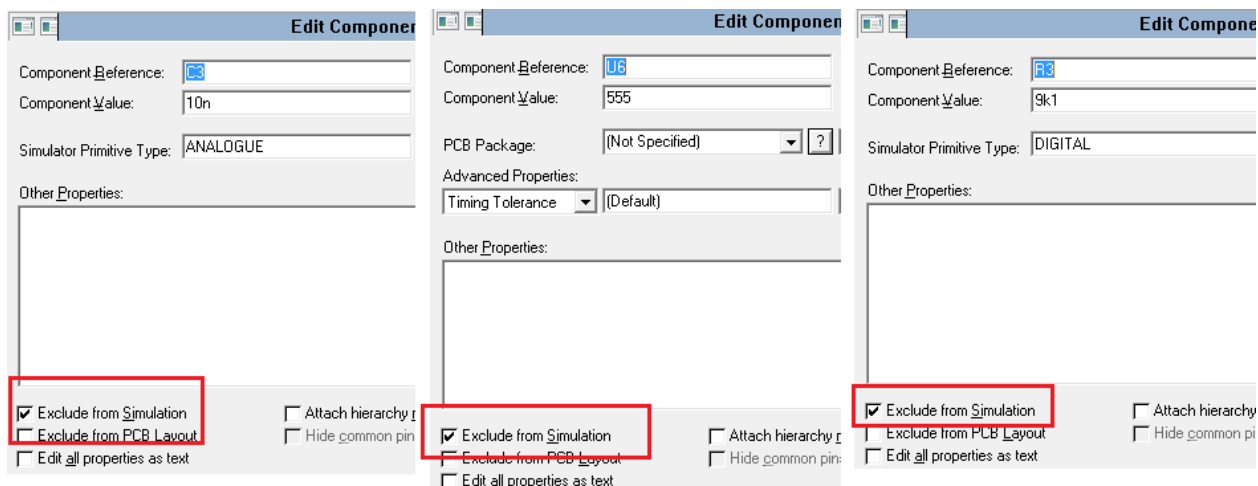 Edit Componer
Component Reference: C3
Component Value: 10n
Simulator Primitive Type: ANALOGUE
Other Properties:
Exclude from Simulation
Attach hierarchy
Exclude from PCB Layout
Hide common pin
Edit all properties as text
Edit Componen
Component Reference: U6
Component Value: 555
PCB Package: (Not Specified) ?
Advanced Properties:
Timing Tolerance (Default)
Other Properties:
Exclude from Simulation
Attach hierarchy
Exclude from PCB Layout
Hide common pin
Edit all properties as text
Edit Compone
Component Reference: R3
Component Value: 9k1
Simulator Primitive Type: DIGITAL
Other Properties:
Exclude from Simulation
Attach hierarchy
Exclude from PCB Layout
Hide common pi
Edit all properties as text